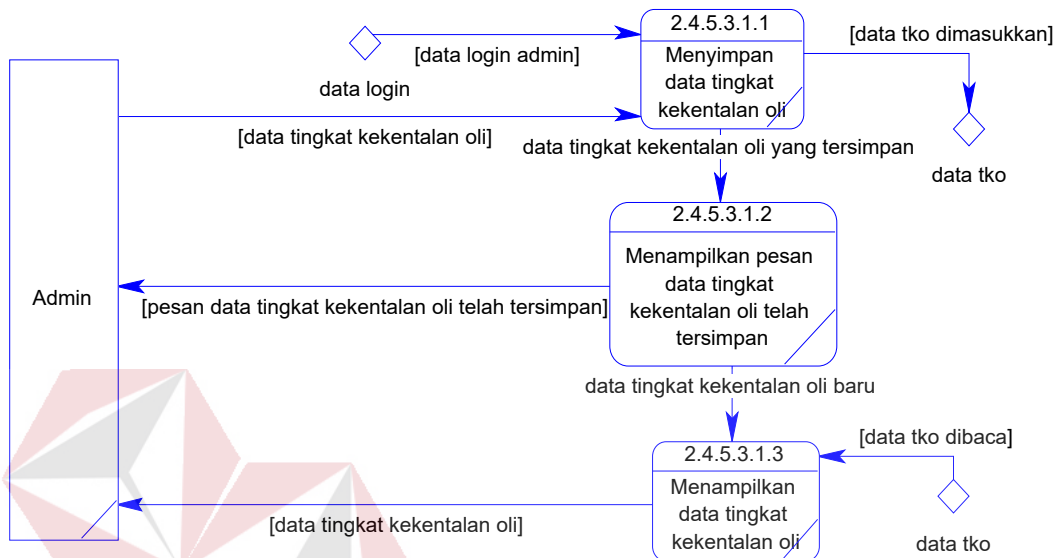 2.4.5.3.1.1
Menyimpan
data tingkat
kekentalan oli
[data login admin]
data login
[data tko dimasukkan]
data tko
[data tingkat kekentalan oli]
data tingkat kekentalan oli yang tersimpan
2.4.5.3.1.2
Menampilkan pesan
data tingkat
kekentalan oli telah
tersimpan
Admin
[pesan data tingkat kekentalan oli telah tersimpan]
data tingkat kekentalan oli baru
2.4.5.3.1.3
Menampilkan
data tingkat
kekentalan oli
[data tko dibaca]
data tko
[data tingkat kekentalan oli]